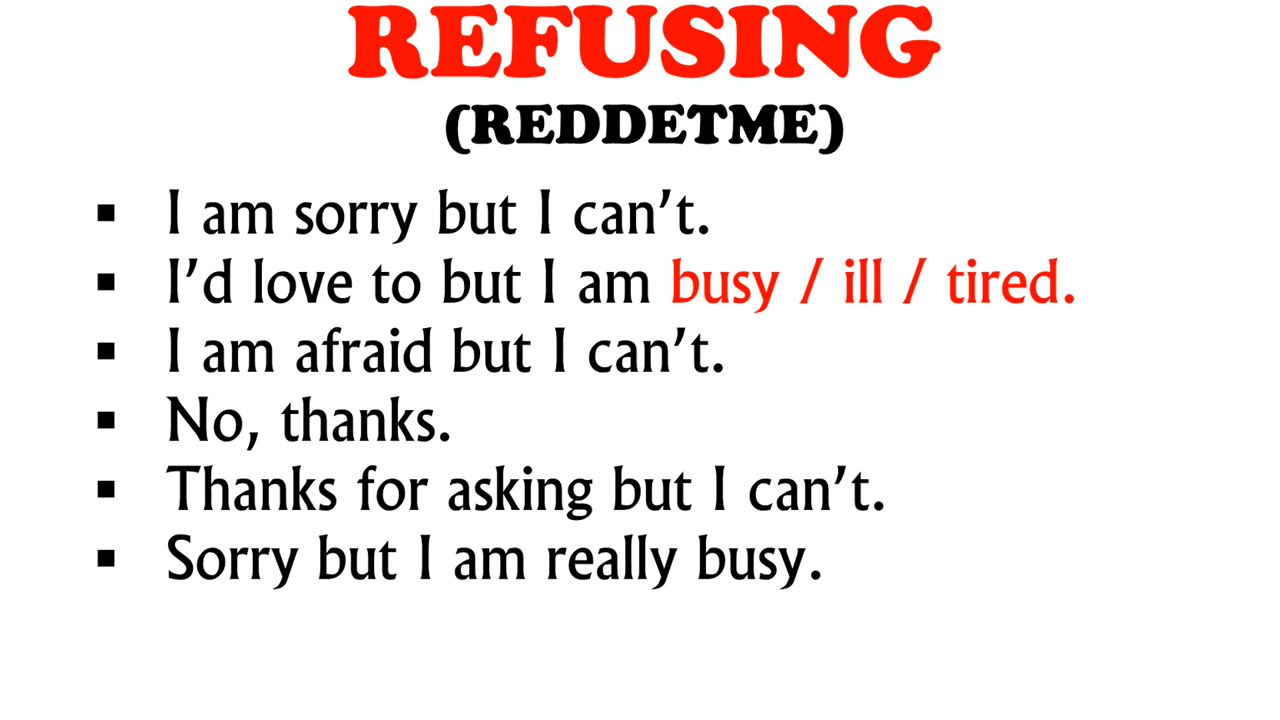 REFUSING
(REDDETME)
▪ I am sorry but I can’t.
▪ I’d love to but I am busy / ill / tired.
▪ I am afraid but I can’t.
▪ No, thanks.
▪ Thanks for asking but I can’t.
▪ Sorry but I am really busy.